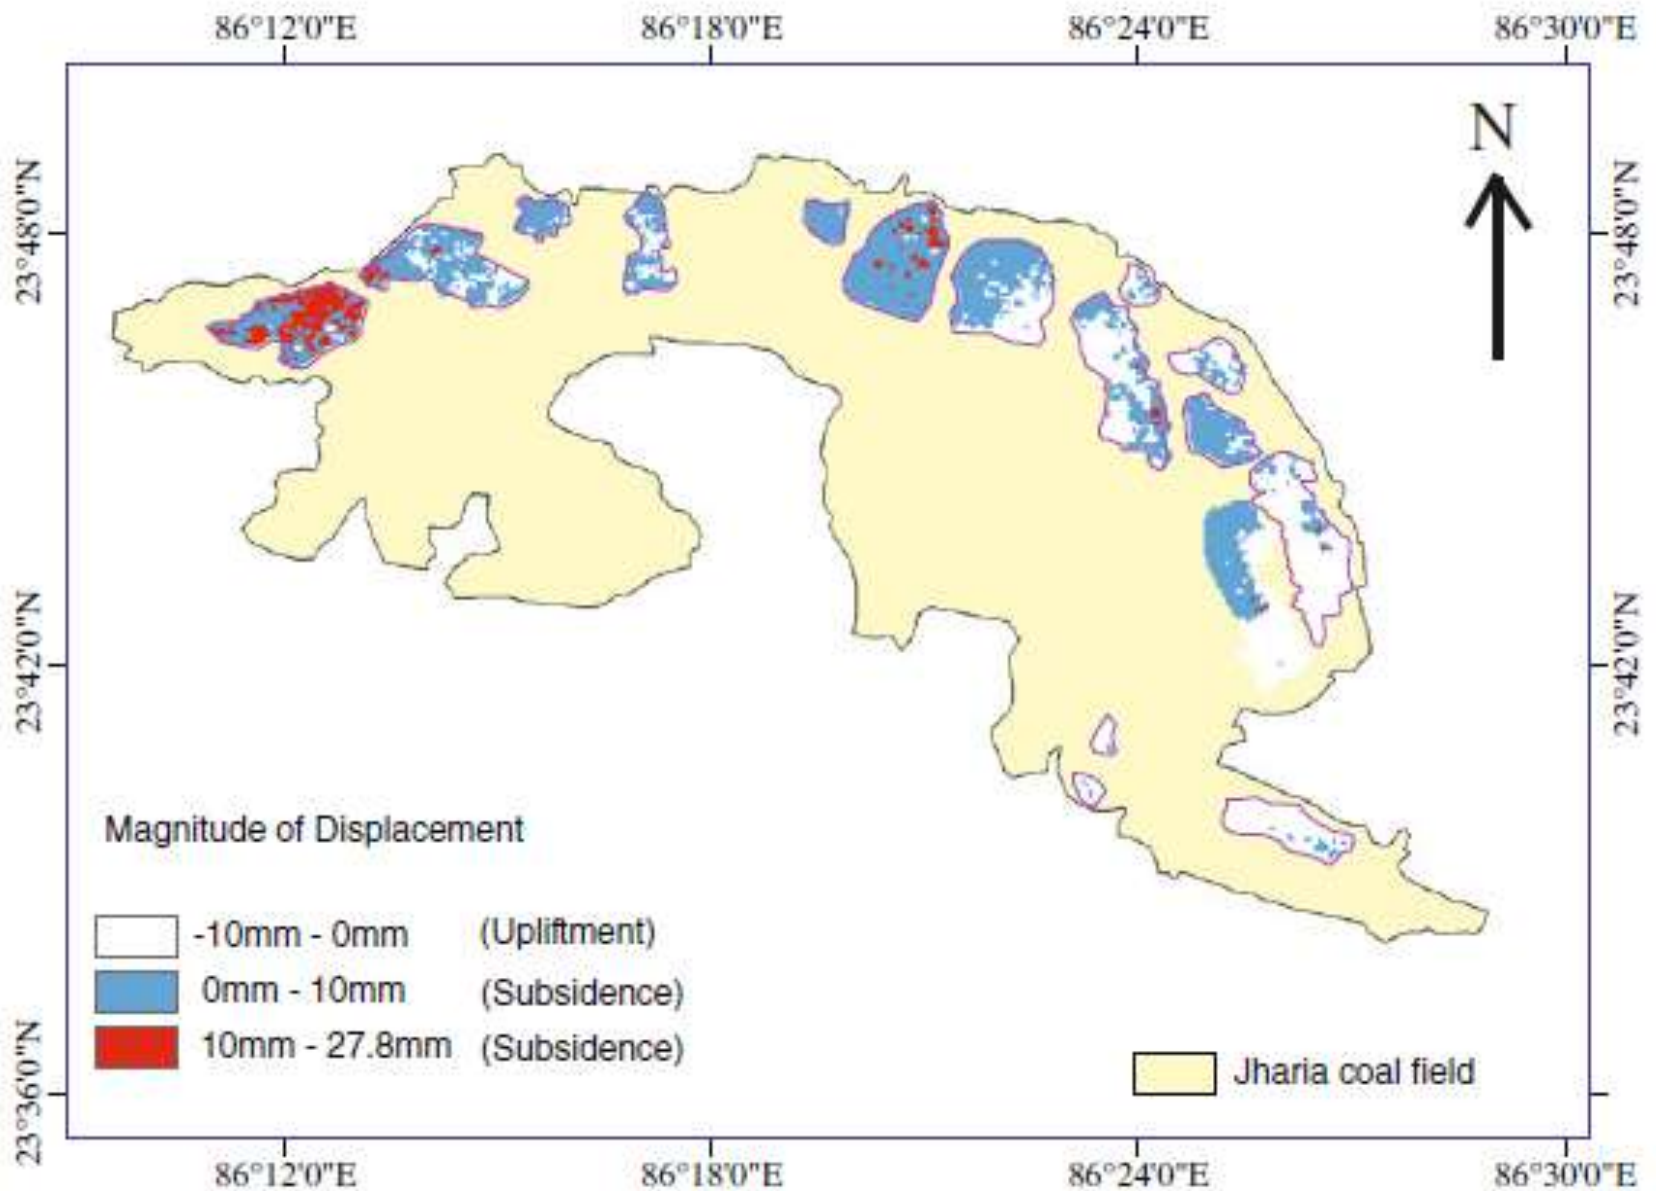 86°12'0"E 86°18'0"E 86°24'0"E 86°30'0"E
N
23°48'0"N 23°48'0"N
23°42'0"N 23°42'0"N
Magnitude of Displacement
-10mm - 0mm (Upliftment)
0mm - 10mm (Subsidence)
10mm - 27.8mm (Subsidence)
Jharia coal field
23°36'0"N
86°12'0"E 86°18'0"E 86°24'0"E 86°30'0"E